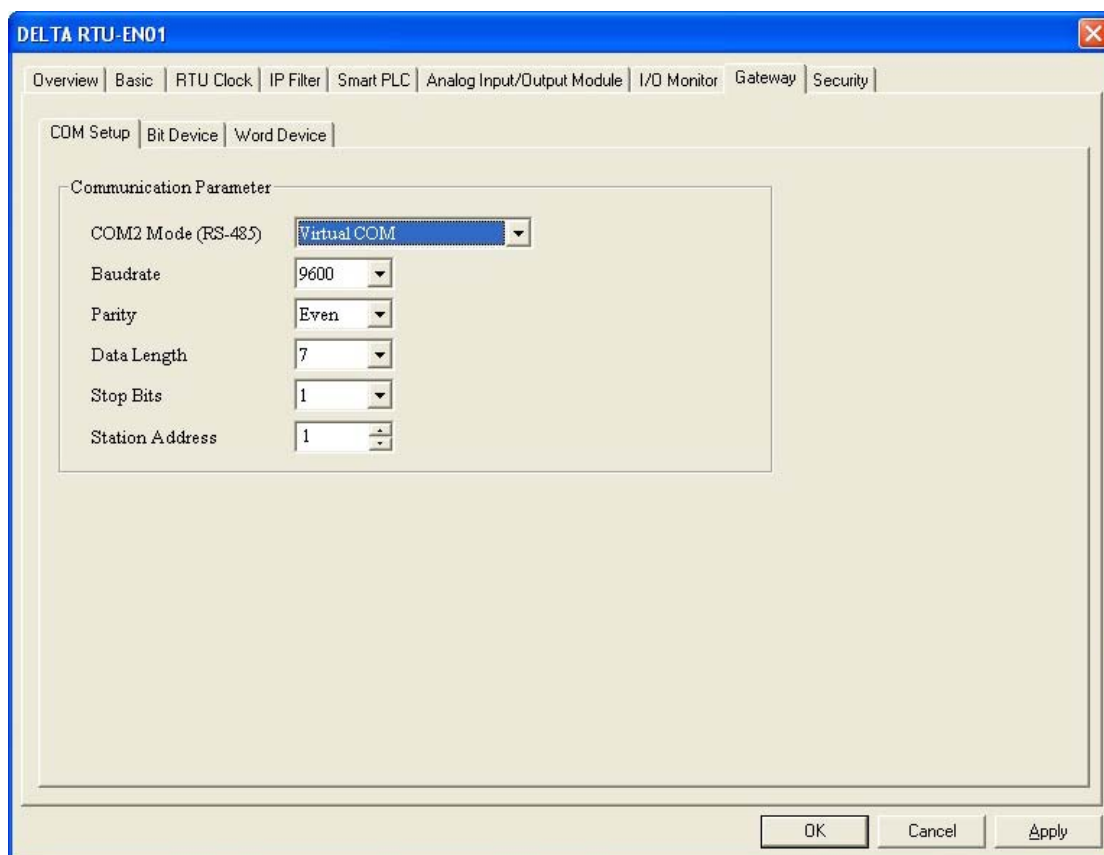 DELTA RTU-EN01
Overview Basic RTU Clock IP Filter Smart PLC Analog Input/Output Module I/O Monitor Gateway Security
COM Setup Bit Device Word Device
Communication Parameter
COM2 Mode (RS-485) Virtual COM
Baudrate 9600
Parity Even
Data Length 7
Stop Bits 1
Station Address 1
OK Cancel Apply